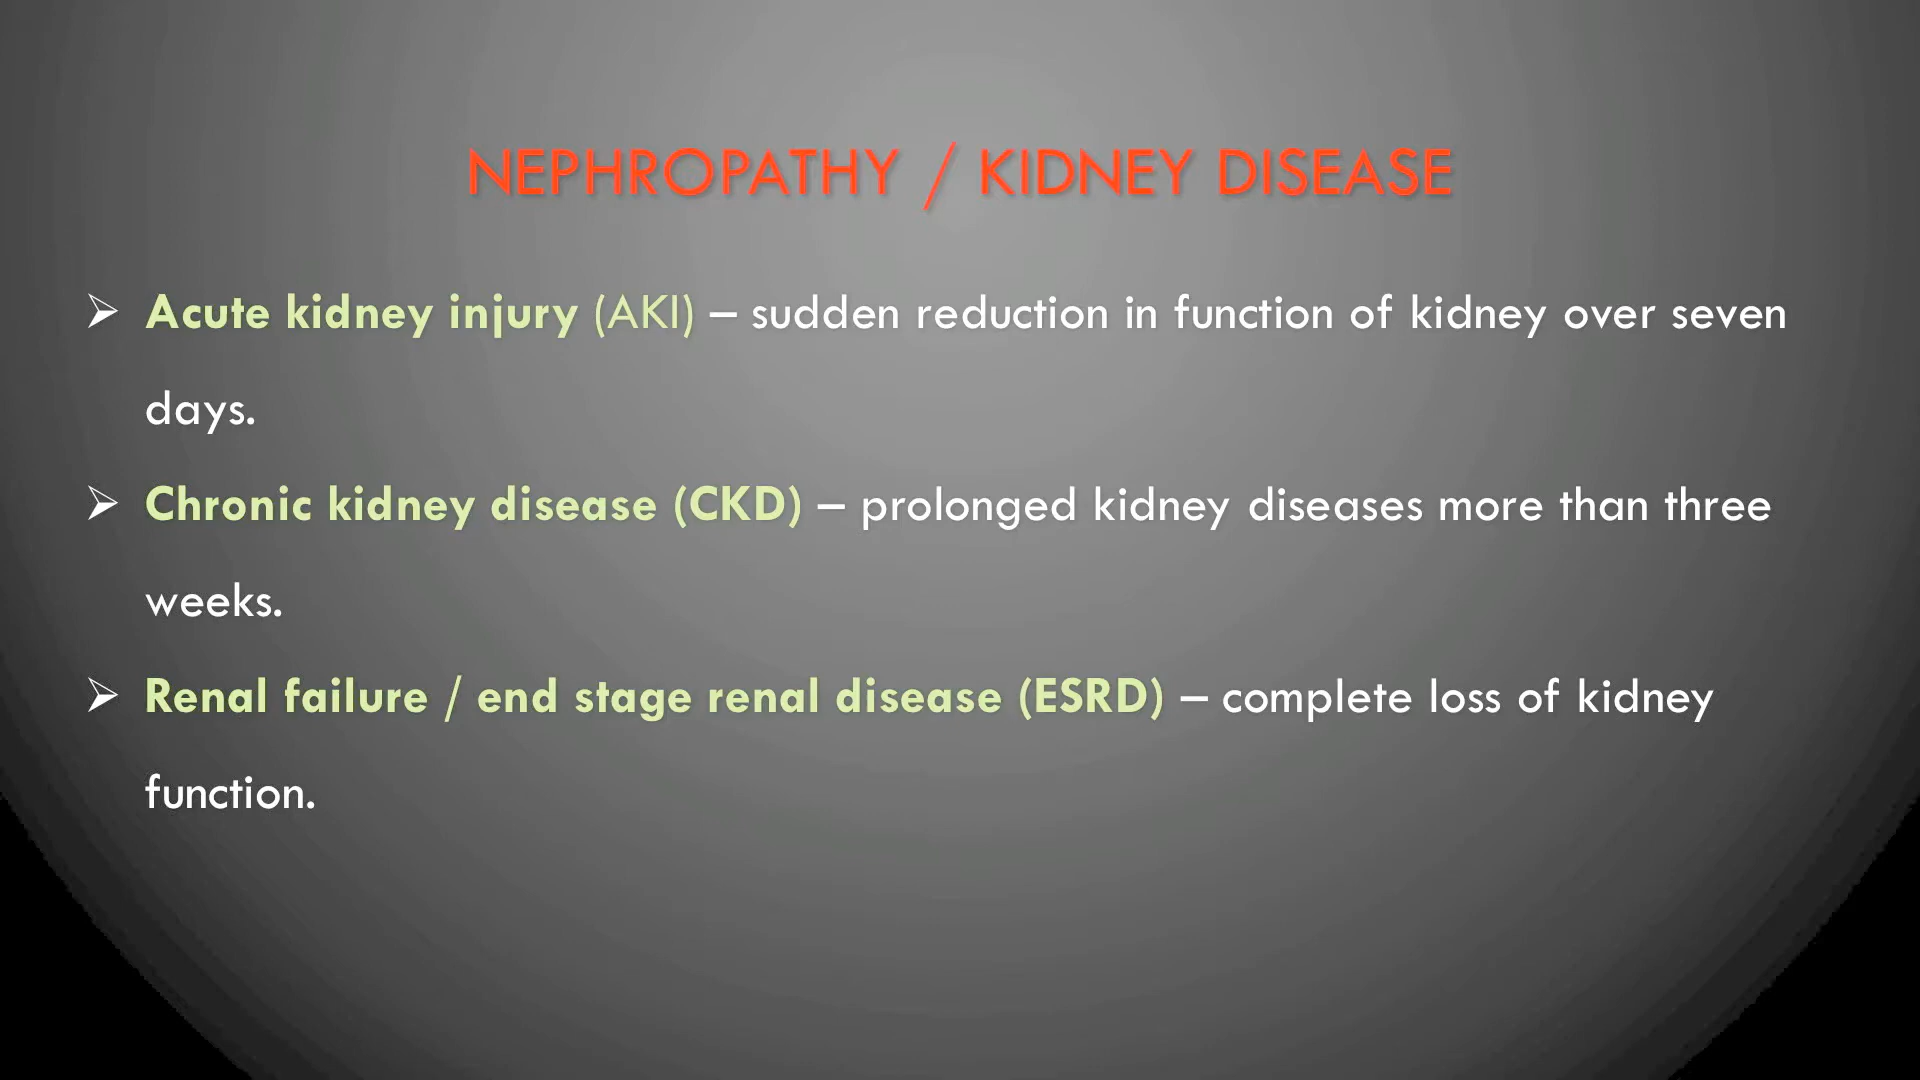 NEPHROPATHY / KIDNEY DISEASE
➢ Acute kidney injury (AKI) – sudden reduction in function of kidney over seven
days.
➢ Chronic kidney disease (CKD) – prolonged kidney diseases more than three
weeks.
➢ Renal failure / end stage renal disease (ESRD) – complete loss of kidney
function.